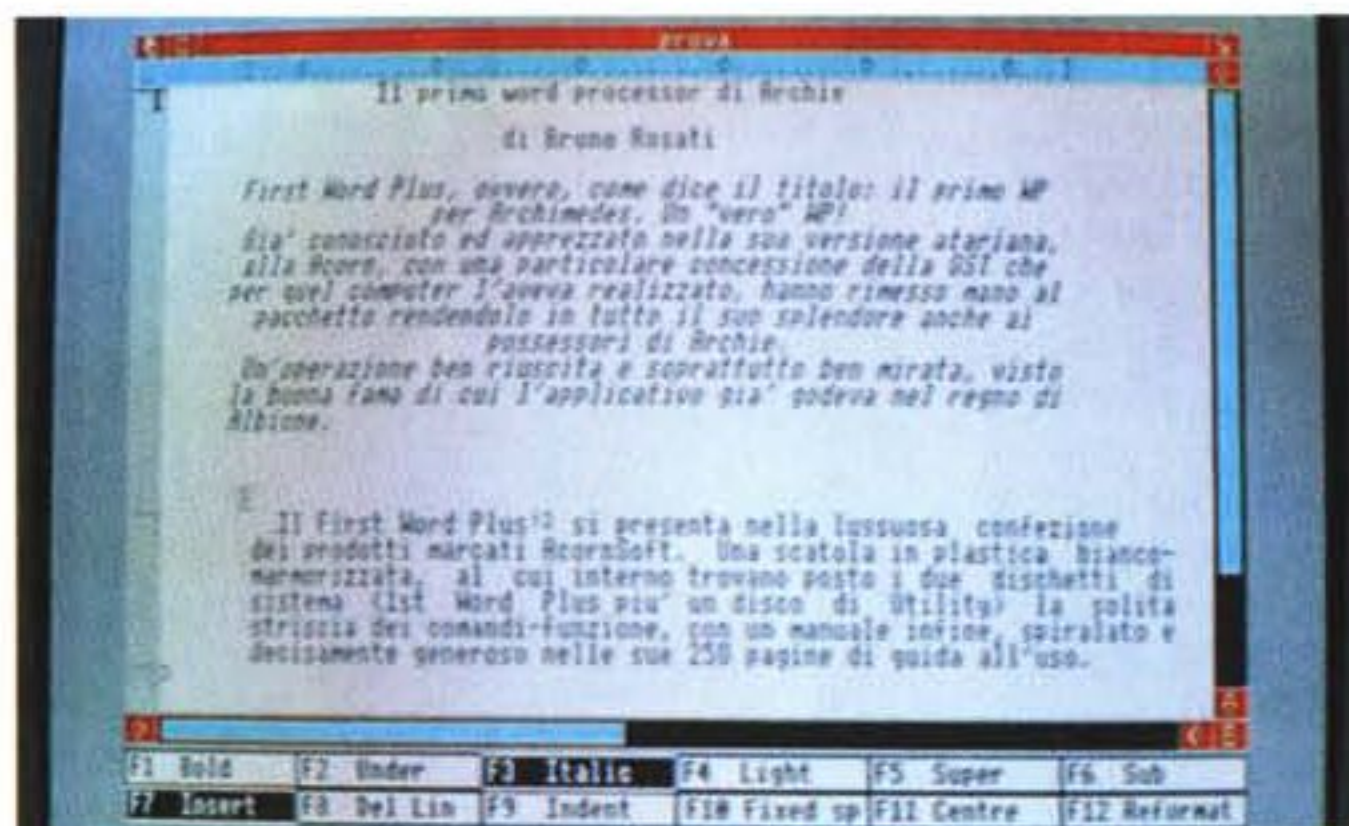 prova
Il primo word processor di Archie
di Bruno Rosati
First Word Plus, ovvero, come dice il titolo: il primo WP
per Archimedes. Un "vero" WP!
Gia' conosciuto ed apprezzato nella sua versione atariana,
alla Acorn, con una particolare concessione della GST che
per quel computer l'aveva realizzato, hanno rimesso mano al
pacchetto rendendolo in tutto il suo splendore anche ai
possessori di Archie.
Un'operazione ben riuscita e soprattutto ben mirata, visto
la buona fama di cui l'applicativo gia' godeva nel regno di
Albione.
Il First Word Plus si presenta nella lussuosa confezione
dei prodotti marcati AcornSoft. Una scatola in plastica bianco-
marmorizzata, al cui interno trovano posto i due dischetti di
sistema (1st Word Plus piu' un disco di Utility) la solita
striscia dei comandi-funzione, con un manuale infine, spiralato e
decisamente generoso nelle sue 250 pagine di guida all'uso.
F1 Bold F2 Under F3 Italic F4 Light F5 Super F6 Sub
F7 Insert F8 Del Lin F9 Indent F10 Fixed sp F11 Centre F12 Reformat